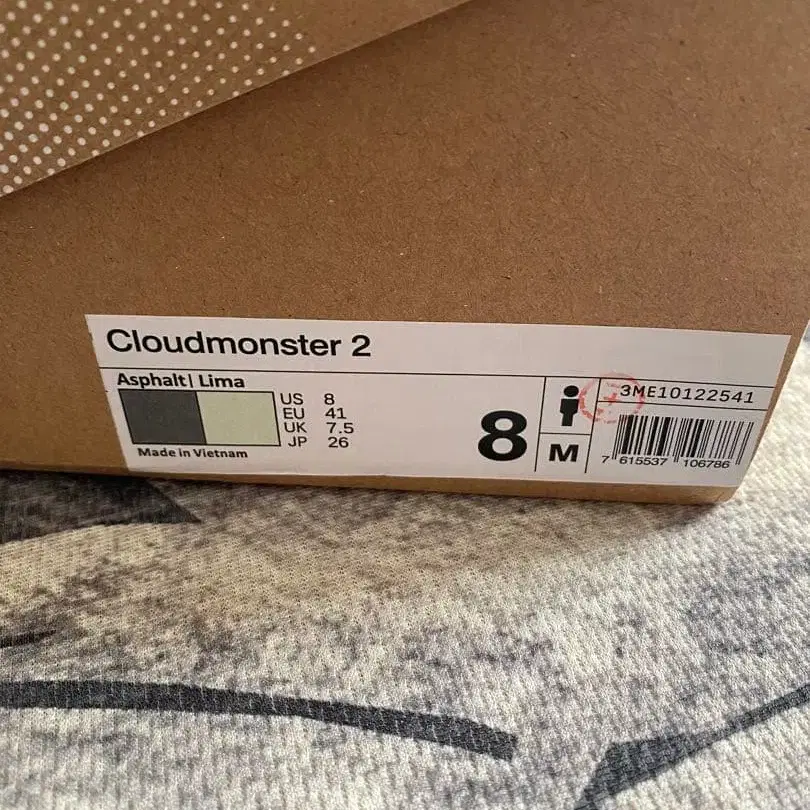 Cloudmonster 2
Asphalt| Lima
US 8
EU 41
UK 7.5
JP 26
Made in Vietnam
8
M
3ME10122541
7 615537 106786